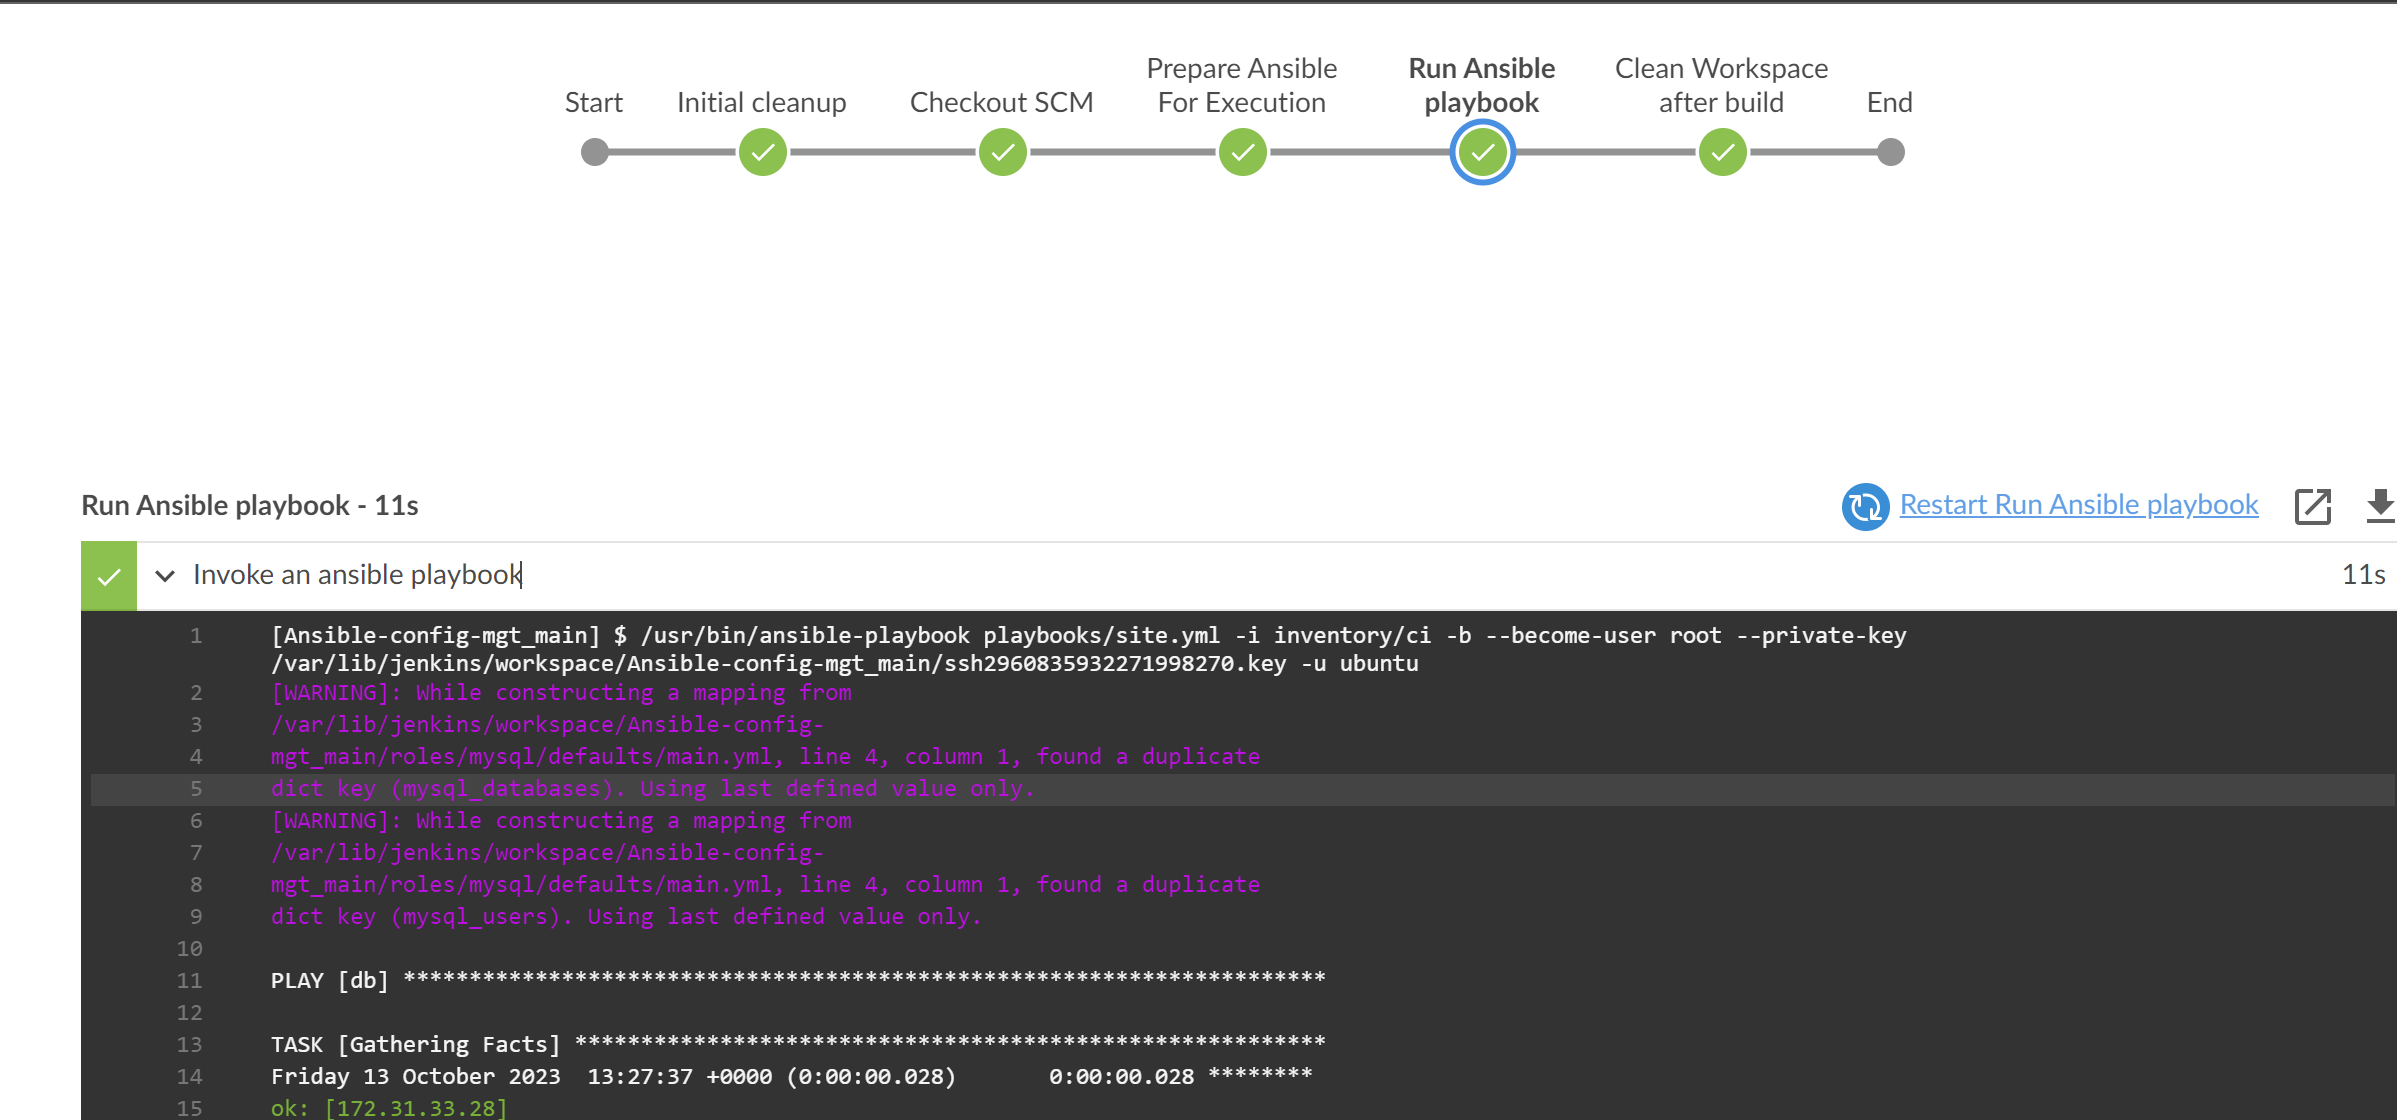 Start
Initial cleanup
Checkout SCM
Prepare Ansible
For Execution
Run Ansible
playbook
Clean Workspace
after build
End
Run Ansible playbook - 11s
Restart Run Ansible playbook
Invoke an ansible playbook
11s
1 [Ansible-config-mgt_main] $ /usr/bin/ansible-playbook playbooks/site.yml -i inventory/ci -b --become-user root --private-key
/var/lib/jenkins/workspace/Ansible-config-mgt_main/ssh2960835932271998270.key -u ubuntu
2 [WARNING]: While constructing a mapping from
3 /var/lib/jenkins/workspace/Ansible-config-
4 mgt_main/roles/mysql/defaults/main.yml, line 4, column 1, found a duplicate
5 dict key (mysql_databases). Using last defined value only.
6 [WARNING]: While constructing a mapping from
7 /var/lib/jenkins/workspace/Ansible-config-
8 mgt_main/roles/mysql/defaults/main.yml, line 4, column 1, found a duplicate
9 dict key (mysql_users). Using last defined value only.
10
11 PLAY [db] **********************************************************************
12
13 TASK [Gathering Facts] *********************************************************
14 Friday 13 October 2023  13:27:37 +0000 (0:00:00.028)       0:00:00.028 ********
15 ok: [172.31.33.28]